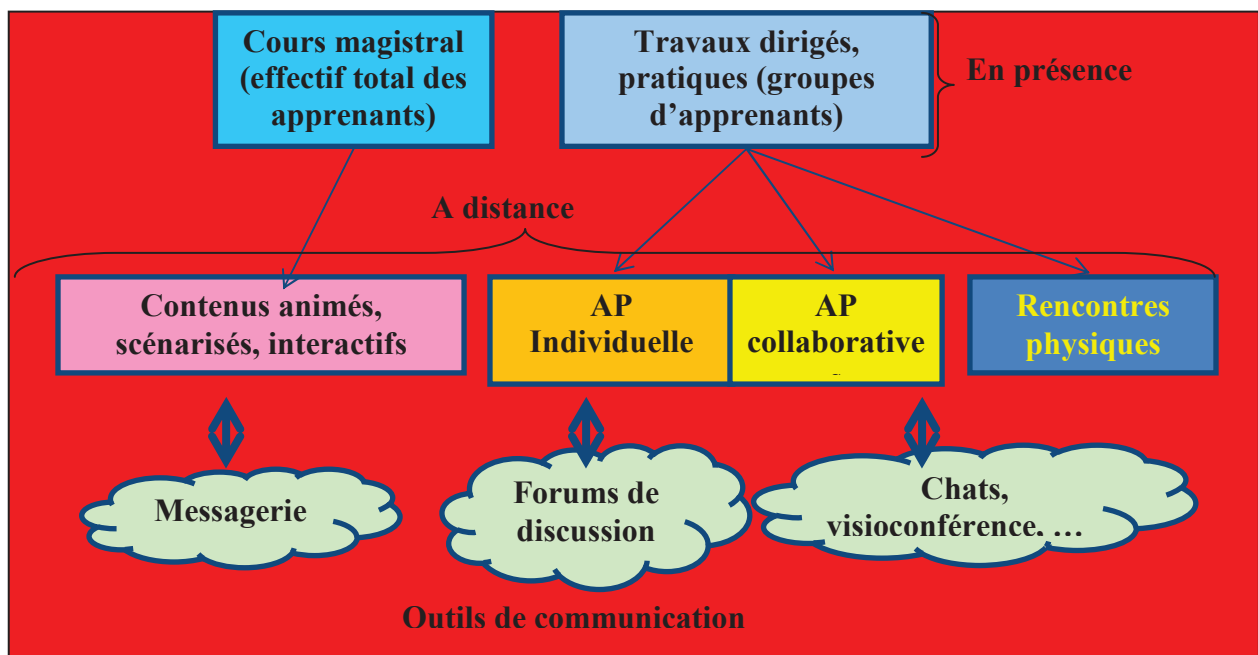 Cours magistral
(effectif total des
apprenants)
Travaux dirigés,
pratiques (groupes
d’apprenants)
En présence
A distance
Contenus animés,
scénarisés, interactifs
AP
Individuelle
AP
collaborative
Rencontres
physiques
Messagerie
Forums de
discussion
Chats,
visioconférence, …
Outils de communication